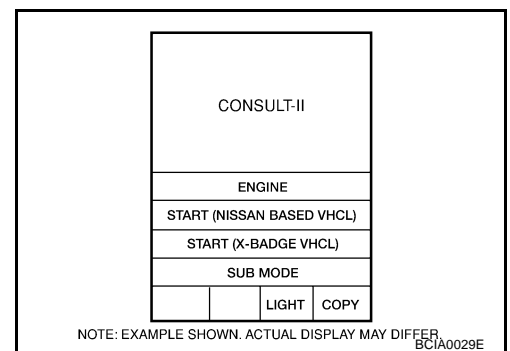 CONSULT-II
ENGINE
START (NISSAN BASED VHCL)
START (X-BADGE VHCL)
SUB MODE
LIGHT COPY
NOTE: EXAMPLE SHOWN. ACTUAL DISPLAY MAY DIFFER.
BCIA0029E